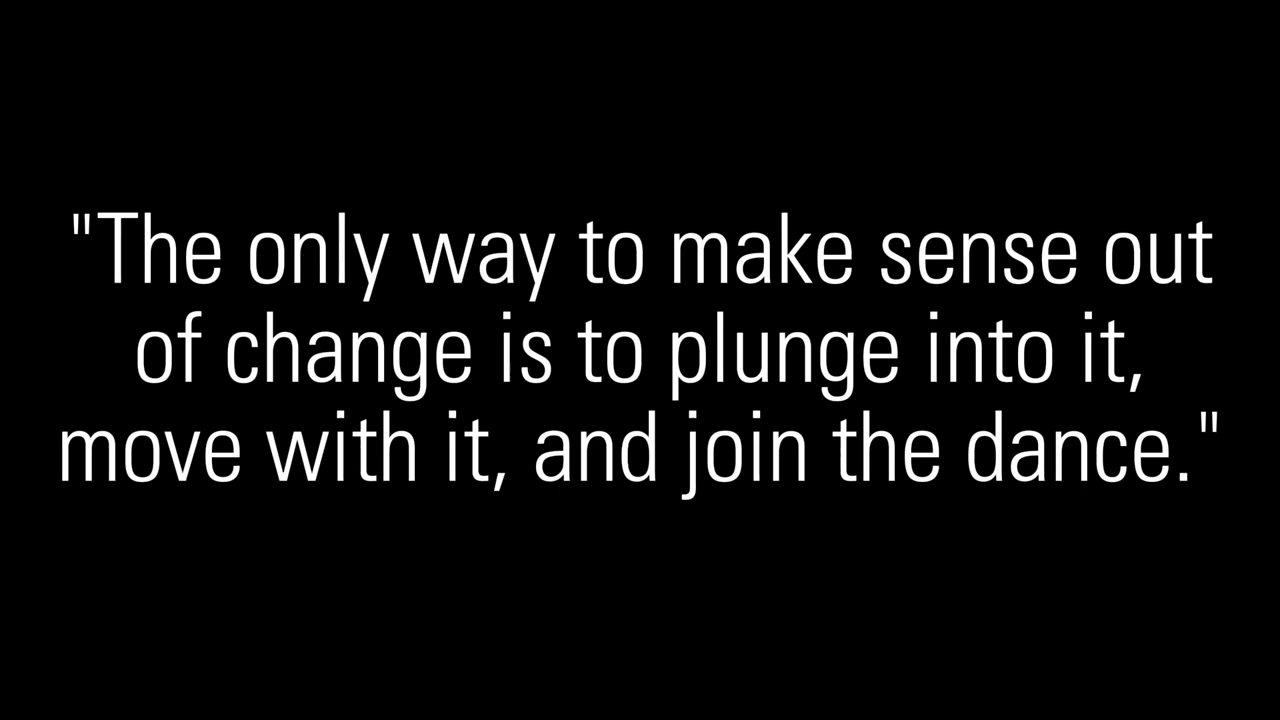 "The only way to make sense out
of change is to plunge into it,
move with it, and join the dance."